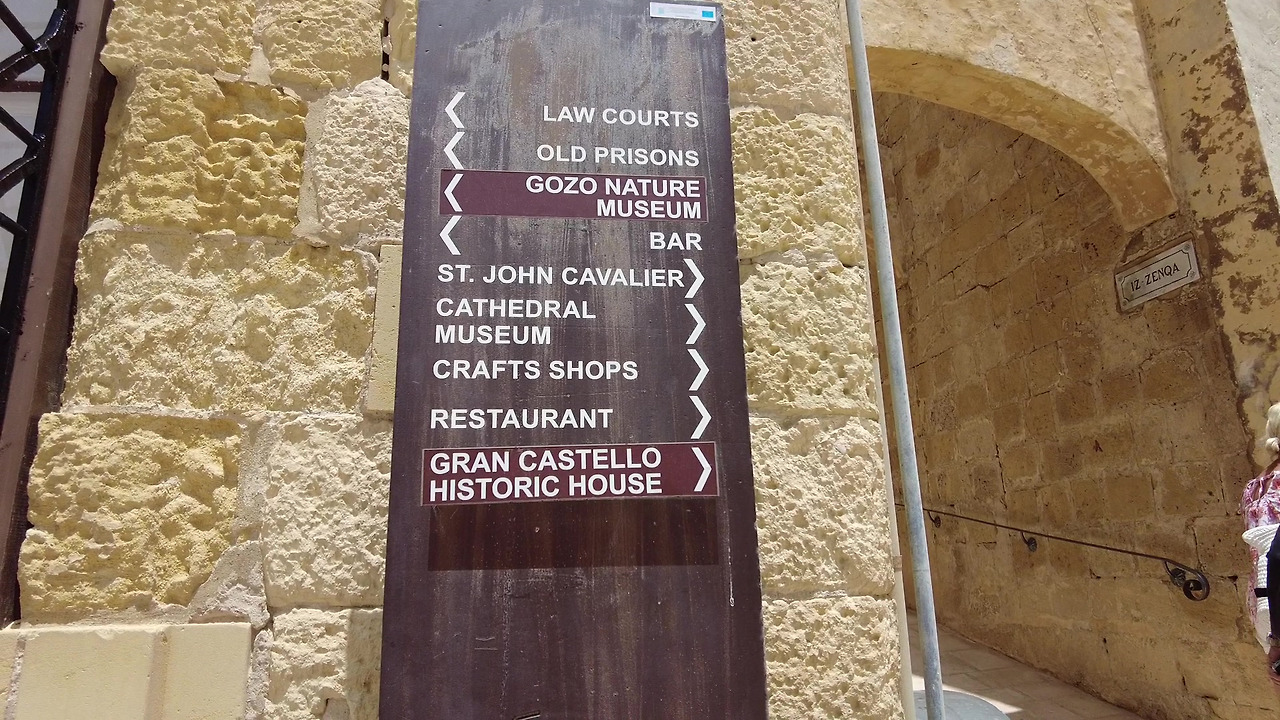 LAW COURTS
OLD PRISONS
GOZO NATURE
MUSEUM
BAR
ST. JOHN CAVALIER
CATHEDRAL
MUSEUM
CRAFTS SHOPS
RESTAURANT
GRAN CASTELLO
HISTORIC HOUSE
IZ-ZENQA